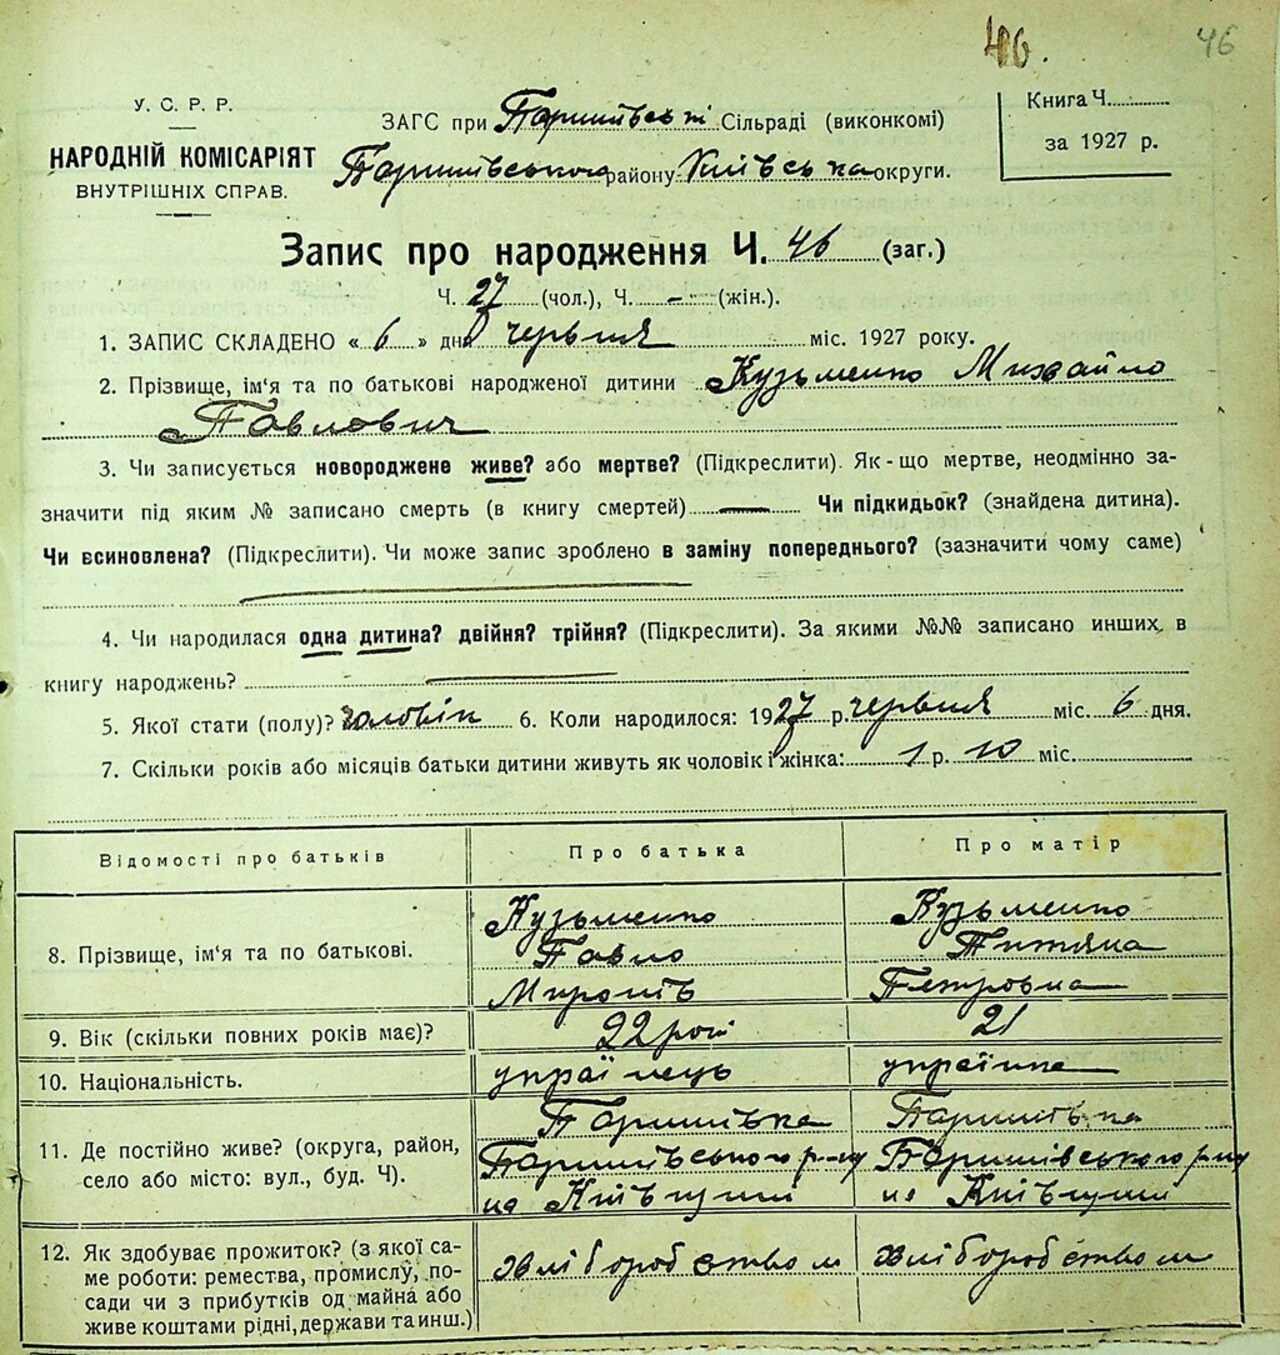 46. 46
У. С. Р. Р.
НАРОДНІЙ КОМІСАРІЯТ
ВНУТРІШНІХ СПРАВ.
ЗАГС при Баришівські Сільраді (виконкомі)
Баришівського району Київська округи.
Книга Ч.
за 1927 р.
Запис про народження Ч. 46 (заг.)
Ч. 27 (чол.), Ч. - (жін.).
1. ЗАПИС СКЛАДЕНО « 6 » дня червня міс. 1927 року.
2. Прізвище, ім'я та по батькові народженої дитини Кузьменко Михайло
Павлович
3. Чи записується новороджене живе? або мертве? (Підкреслити). Як-що мертве, неодмінно за-
значити під яким № записано смерть (в книгу смертей) — Чи підкидьок? (знайдена дитина).
Чи всиновлена? (Підкреслити). Чи може запис зроблено в заміну попереднього? (зазначити чому саме)
4. Чи народилася одна дитина? двійня? трійня? (Підкреслити). За якими №№ записано инших, в
книгу народжень?
5. Якої стати (полу)? чоловік 6. Коли народилося: 1927 р. червня міс. 6 дня.
7. Скільки років або місяців батьки дитини живуть як чоловік і жінка: 1 р. 10 міс.
Відомості про батьків Про батька Про матір
8. Прізвище, ім'я та по батькові. Кузьменко Кузьменко
Павло Титяна
Миронів Петровна
9. Вік (скільки повних років має)? 22 рокі 21
10. Національність. украінець украінка
11. Де постійно живе? (округа, район,
село або місто: вул., буд. Ч). Баришівка Баришівка
Баришівського р-ну Баришівського р-ну
на Київщині на Київщині
12. Як здобуває прожиток? (з якої са-
ме роботи: ремества, промислу, по-
сади чи з прибутків од майна або
живе коштами рідні, держави та инш.) хліборобством хліборобством